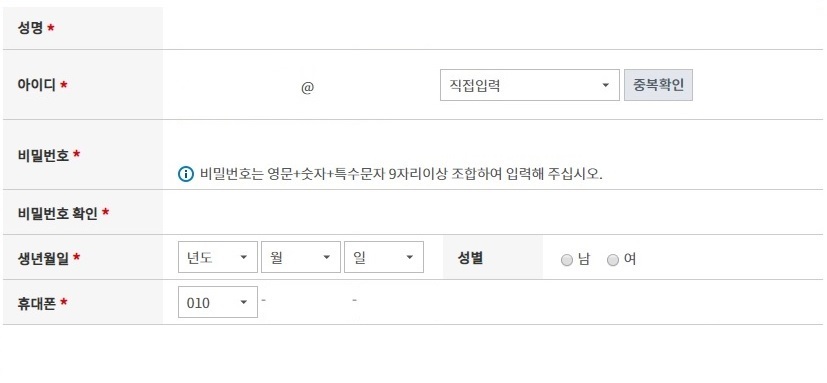 성명 *
아이디 * @ 직접입력 중복확인
비밀번호 *
비밀번호는 영문+숫자+특수문자 9자리이상 조합하여 입력해 주십시오.
비밀번호 확인 *
생년월일 * 년도 월 일 성별 남 여
휴대폰 * 010 - -